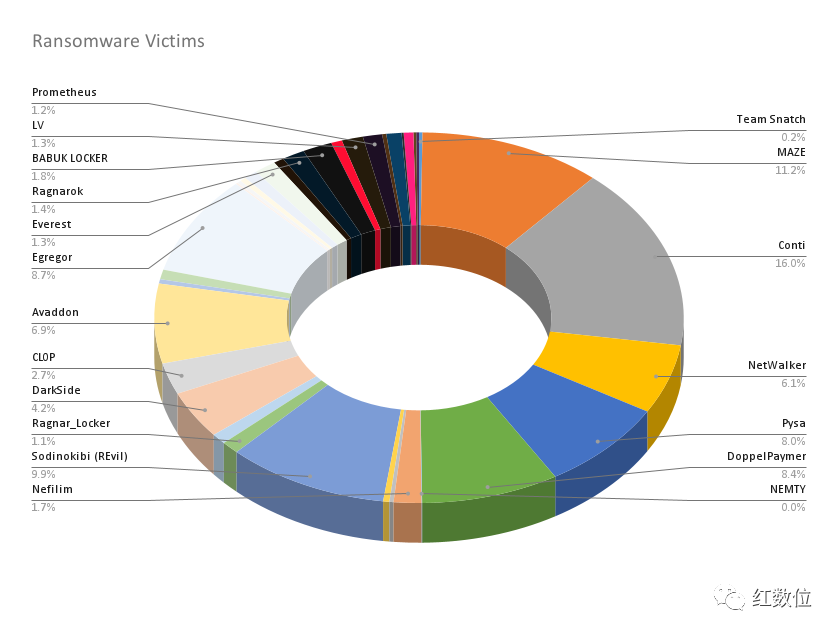 Ransomware Victims
Prometheus
1.2%
LV
1.3%
BABUK LOCKER
1.8%
Ragnarok
1.4%
Everest
1.3%
Egregor
8.7%
Avaddon
6.9%
CL0P
2.7%
DarkSide
4.2%
Ragnar_Locker
1.1%
Sodinokibi (REvil)
9.9%
Nefilim
1.7%
Team Snatch
0.2%
MAZE
11.2%
Conti
16.0%
NetWalker
6.1%
Pysa
8.0%
DoppelPaymer
8.4%
NEMTY
0.0%
红数位